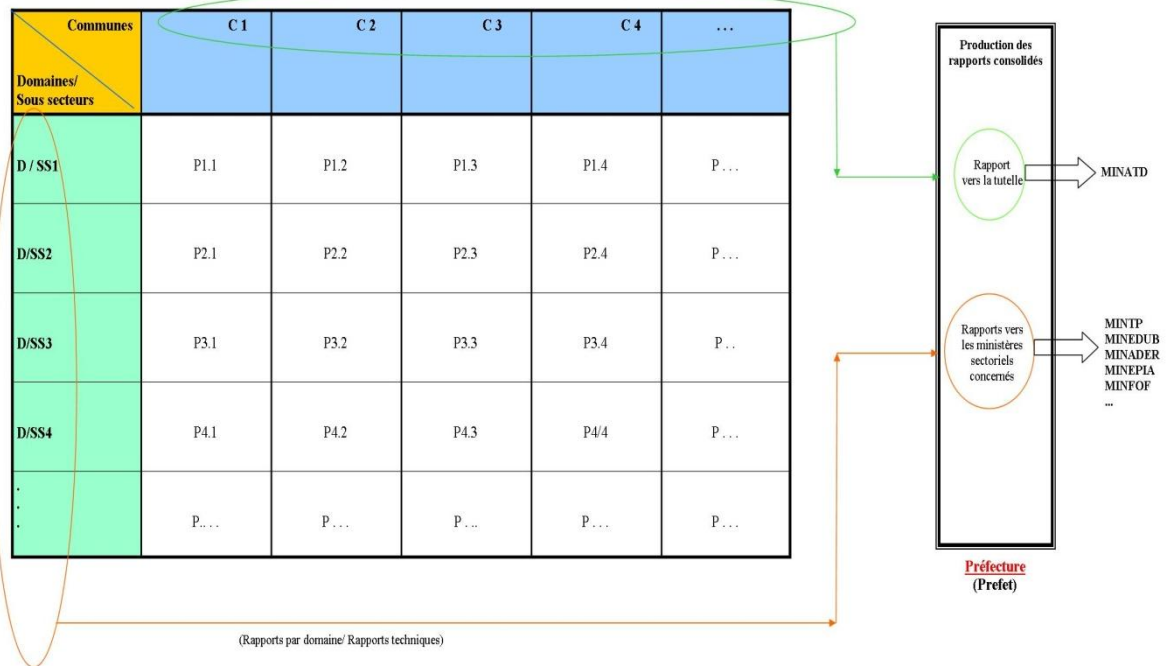 Communes
C 1
C 2
C 3
C 4
. . .
Domaines/
Sous secteurs
D / SS1
P1.1
P1.2
P1.3
P1.4
P . . .
D/SS2
P2.1
P2.2
P2.3
P2.4
P . . .
D/SS3
P3.1
P3.2
P3.3
P3.4
P . .
D/SS4
P4.1
P4.2
P4.3
P4/4
P . . .
.
.
.
P.. . .
P . . .
P . ..
P . . .
P . . .
(Rapports par domaine/ Rapports techniques)
Production des
rapports consolidés
Rapport
vers la tutelle
MINATD
Rapports vers
les ministères
sectoriels
concernés
MINTP
MINEDUB
MINADER
MINEPIA
MINFOF
...
Préfecture
(Prefet)